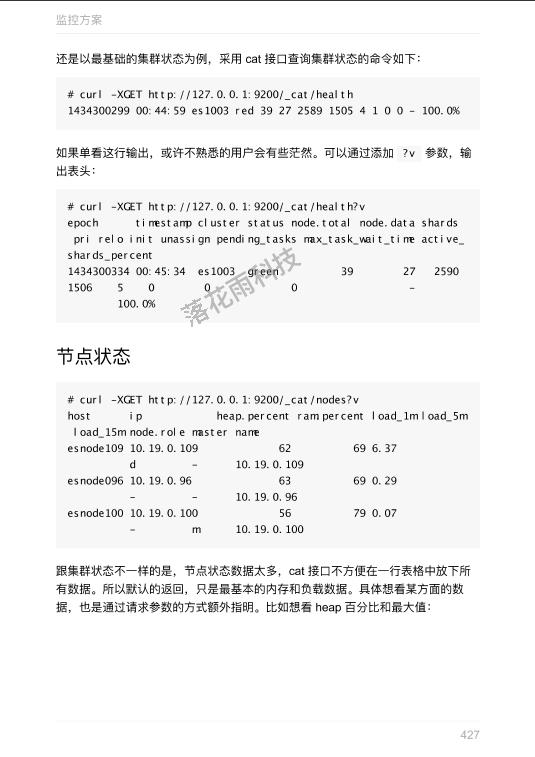 监控方案
还是以最基础的集群状态为例，采用 cat 接口查询集群状态的命令如下：
# curl -XGET http://127.0.0.1:9200/_cat/health
1434300299 00:44:59 es1003 red 39 27 2589 1505 4 1 0 0 - 100.0%
如果单看这行输出，或许不熟悉的用户会有些茫然。可以通过添加 ?v 参数，输
出表头：
# curl -XGET http://127.0.0.1:9200/_cat/health?v
epoch timestamp cluster status node.total node.data shards
pri relo init unassign pending_tasks max_task_wait_time active_
shards_percent
1434300334 00:45:34 es1003 green 39 27 2590
1506 5 0 0 0 -
100.0%
落花雨科技
节点状态
# curl -XGET http://127.0.0.1:9200/_cat/nodes?v
host ip heap.percent ram.percent load_1m load_5m
load_15m node.role master name
esnode109 10.19.0.109 62 69 6.37
d - 10.19.0.109
esnode096 10.19.0.96 63 69 0.29
- - 10.19.0.96
esnode100 10.19.0.100 56 79 0.07
- m 10.19.0.100
跟集群状态不一样的是，节点状态数据太多，cat 接口不方便在一行表格中放下所
有数据。所以默认的返回，只是最基本的内存和负载数据。具体想看某方面的数
据，也是通过请求参数的方式额外指明。比如想看 heap 百分比和最大值：
427